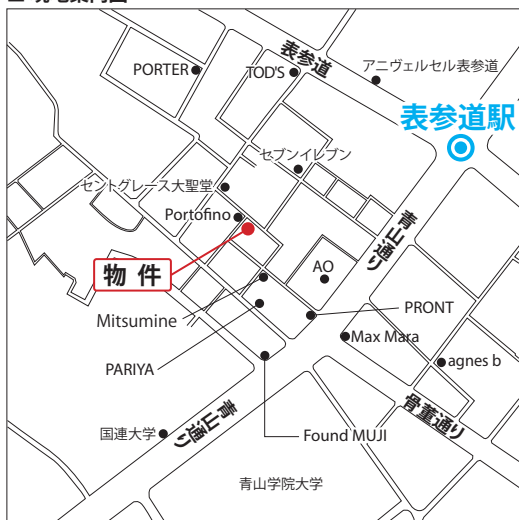 表参道
アニヴェルセル表参道
PORTER
TOD'S
表参道駅
セブンイレブン
セントグレース大聖堂
Portofino
青山通り
物件
AO
Mitsumine
PRONT
Max Mara
PARIYA
agnes b
青山通り
骨董通り
国連大学
Found MUJI
青山学院大学